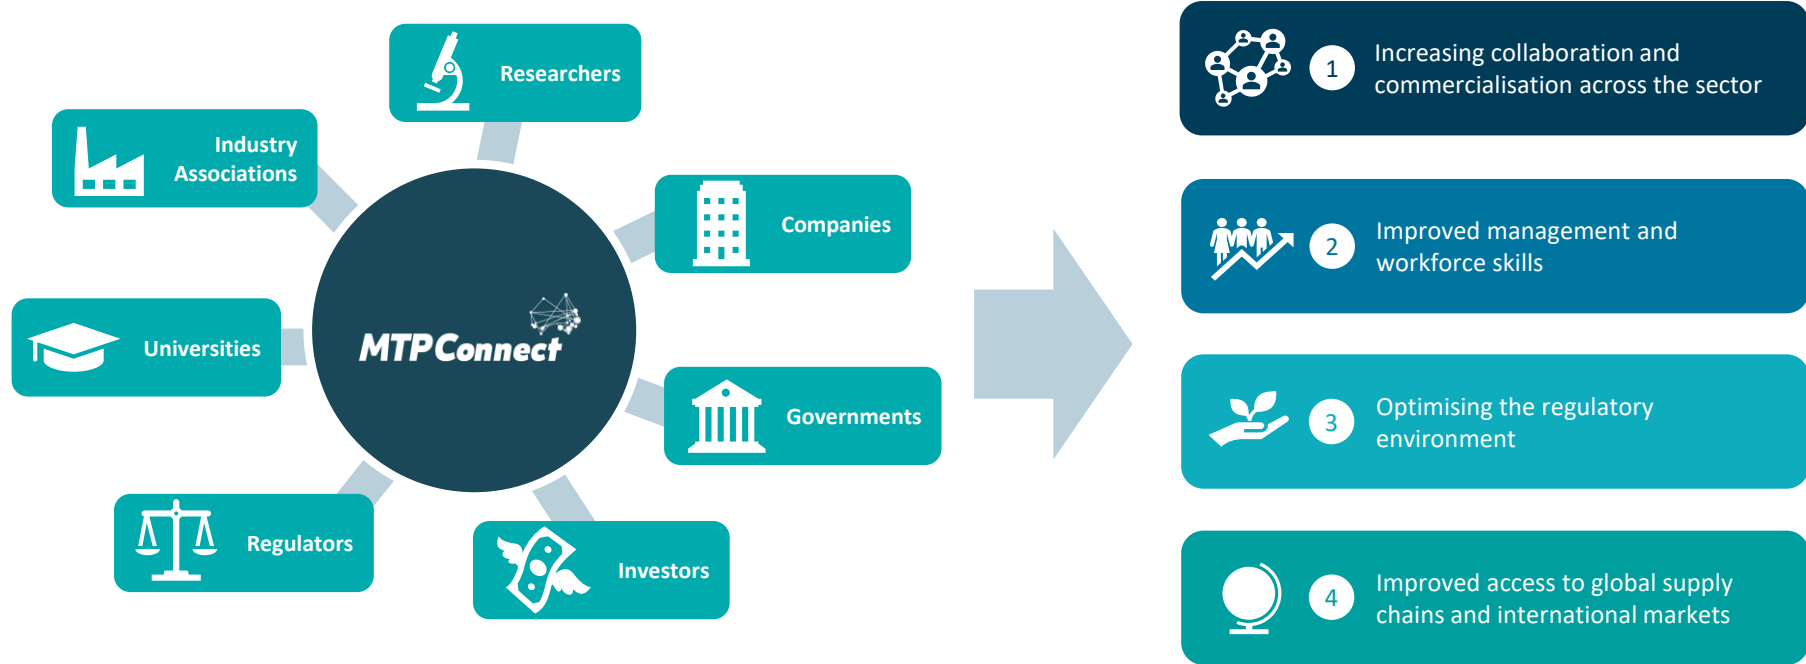 Researchers
Industry
Associations
Companies
Universities
MTPConnect
Governments
Regulators
Investors
1
Increasing collaboration and
commercialisation across the sector
2
Improved management and
workforce skills
3
Optimising the regulatory
environment
4
Improved access to global supply
chains and international markets